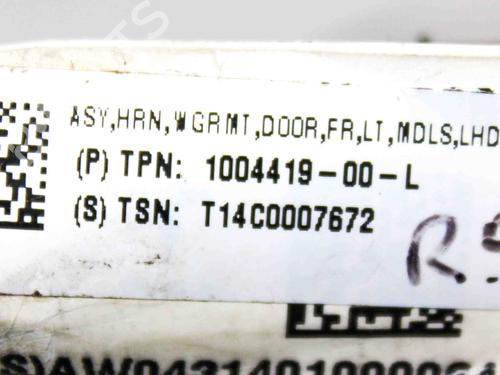 ASY,HRN,WGRMT,DOOR,FR,LT,MDLS,LHD
(P) TPN: 1004419-00-L
(S) TSN: T14C0007672